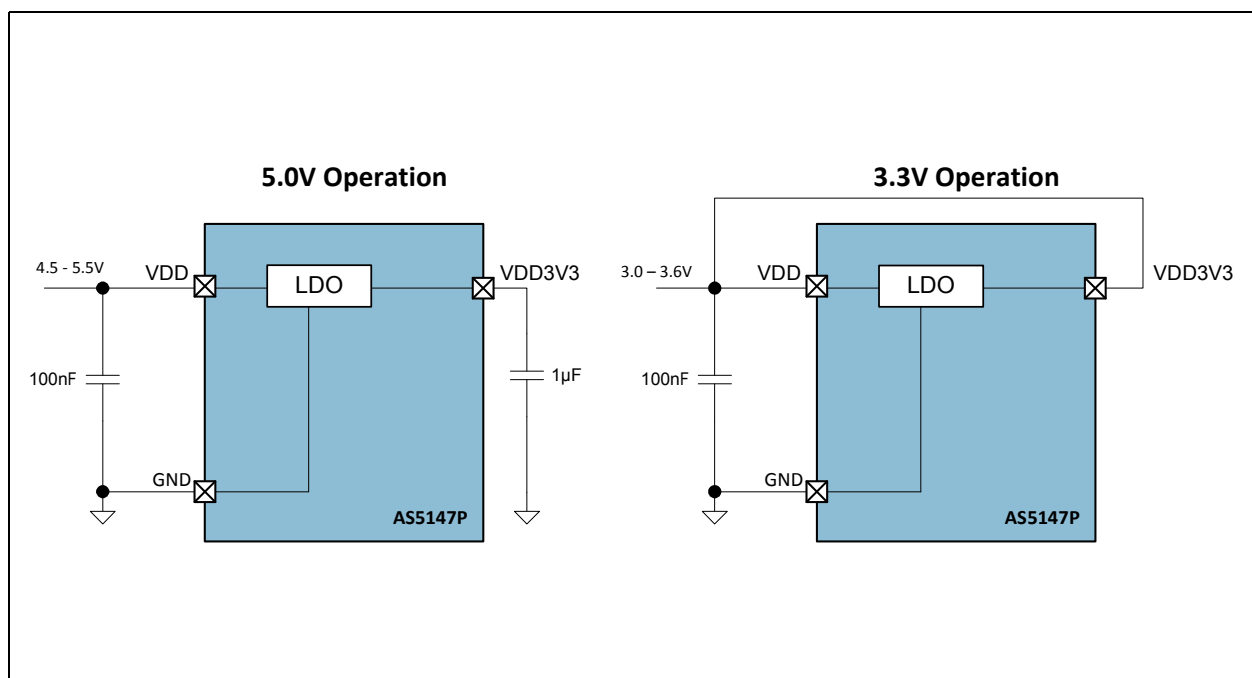 5.0V Operation
4.5 - 5.5V
VDD
LDO
VDD3V3
100nF
1µF
GND
AS5147P
3.3V Operation
3.0 – 3.6V
VDD
LDO
VDD3V3
100nF
GND
AS5147P